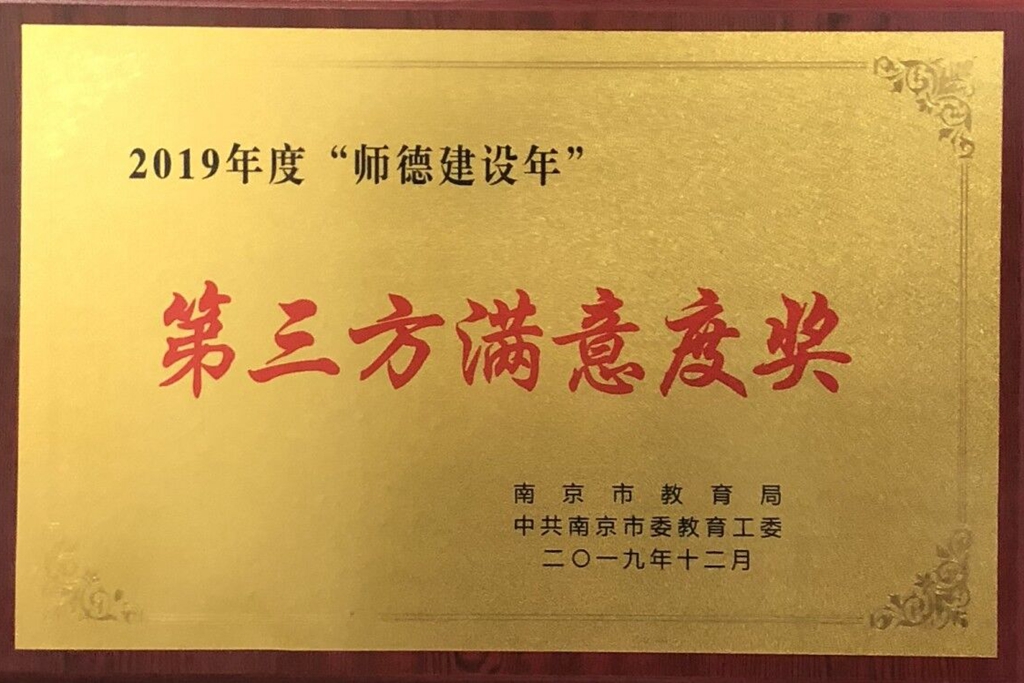 2019年度“师德建设年”
第三方满意度奖
南京市教育局
中共南京市委教育工委
二〇一九年十二月